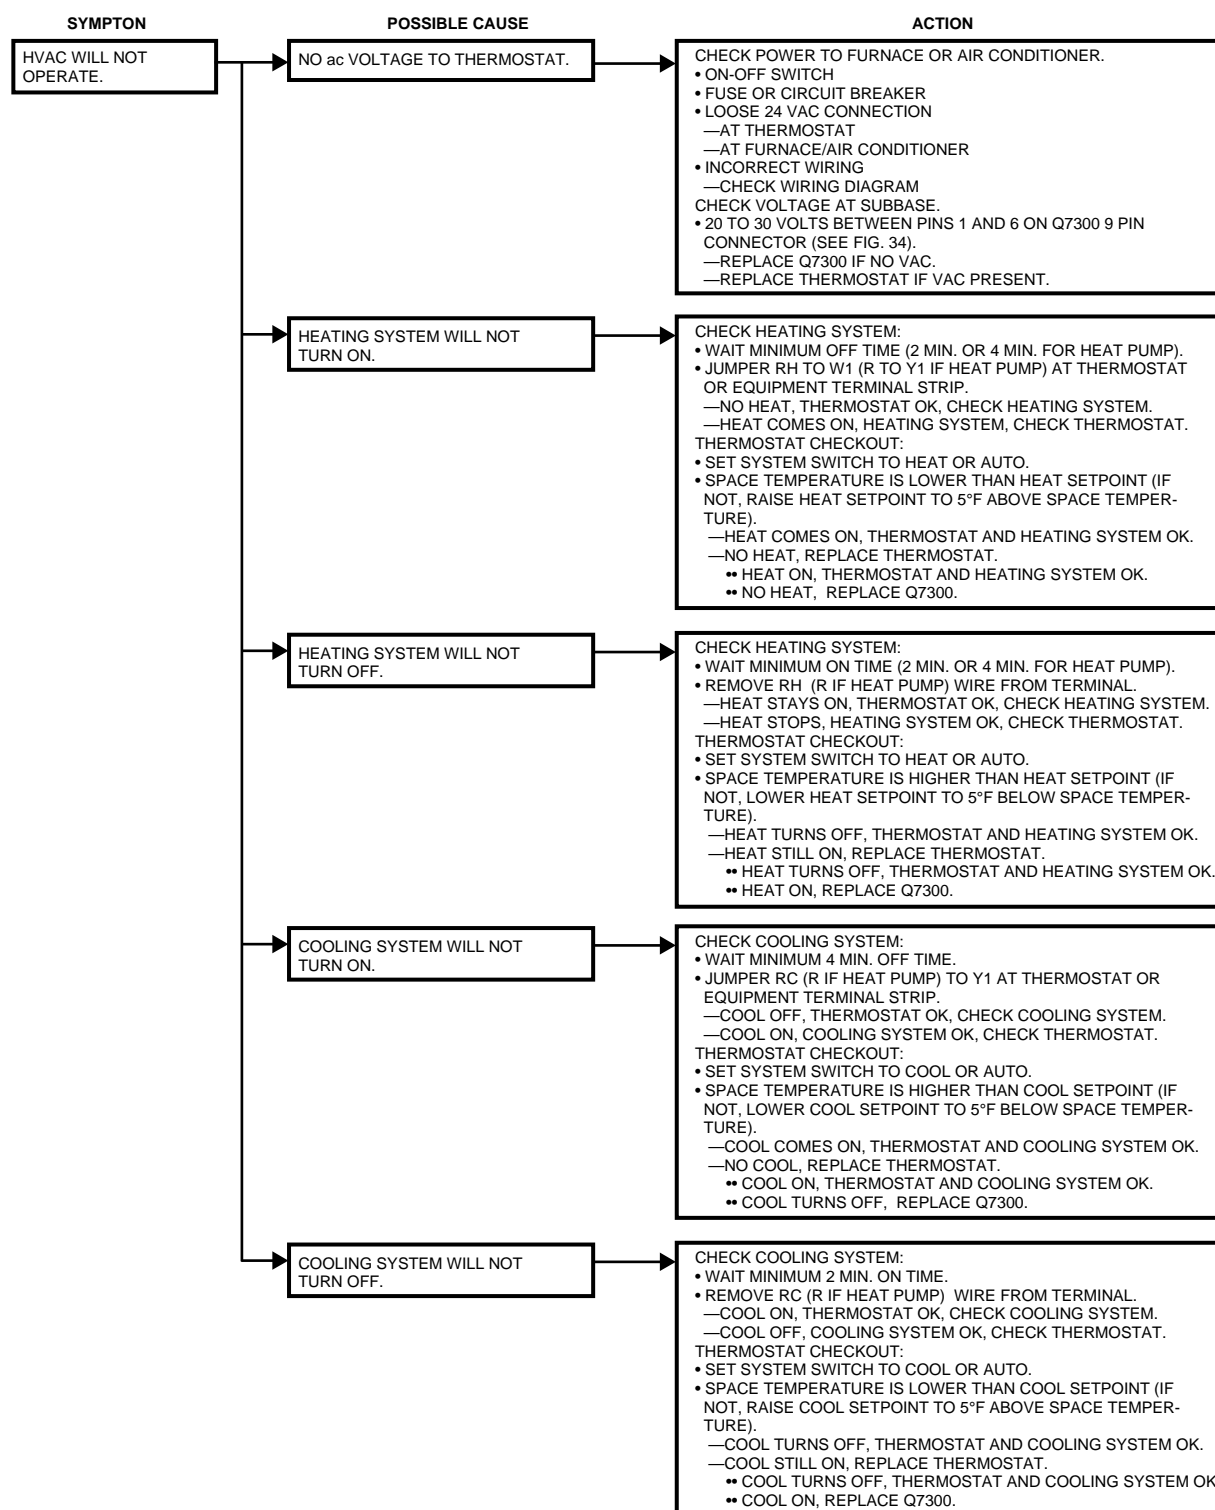 SYMPTON
POSSIBLE CAUSE
ACTION
HVAC WILL NOT
OPERATE.
NO ac VOLTAGE TO THERMOSTAT.
CHECK POWER TO FURNACE OR AIR CONDITIONER.
• ON-OFF SWITCH
• FUSE OR CIRCUIT BREAKER
• LOOSE 24 VAC CONNECTION
—AT THERMOSTAT
—AT FURNACE/AIR CONDITIONER
• INCORRECT WIRING
—CHECK WIRING DIAGRAM
CHECK VOLTAGE AT SUBBASE.
• 20 TO 30 VOLTS BETWEEN PINS 1 AND 6 ON Q7300 9 PIN
CONNECTOR (SEE FIG. 34).
—REPLACE Q7300 IF NO VAC.
—REPLACE THERMOSTAT IF VAC PRESENT.
HEATING SYSTEM WILL NOT
TURN ON.
CHECK HEATING SYSTEM:
• WAIT MINIMUM OFF TIME (2 MIN. OR 4 MIN. FOR HEAT PUMP).
• JUMPER RH TO W1 (R TO Y1 IF HEAT PUMP) AT THERMOSTAT
OR EQUIPMENT TERMINAL STRIP.
—NO HEAT, THERMOSTAT OK, CHECK HEATING SYSTEM.
—HEAT COMES ON, HEATING SYSTEM, CHECK THERMOSTAT.
THERMOSTAT CHECKOUT:
• SET SYSTEM SWITCH TO HEAT OR AUTO.
• SPACE TEMPERATURE IS LOWER THAN HEAT SETPOINT (IF
NOT, RAISE HEAT SETPOINT TO 5°F ABOVE SPACE TEMPER-
TURE).
—HEAT COMES ON, THERMOSTAT AND HEATING SYSTEM OK.
—NO HEAT, REPLACE THERMOSTAT.
•• HEAT ON, THERMOSTAT AND HEATING SYSTEM OK.
•• NO HEAT, REPLACE Q7300.
HEATING SYSTEM WILL NOT
TURN OFF.
CHECK HEATING SYSTEM:
• WAIT MINIMUM ON TIME (2 MIN. OR 4 MIN. FOR HEAT PUMP).
• REMOVE RH (R IF HEAT PUMP) WIRE FROM TERMINAL.
—HEAT STAYS ON, THERMOSTAT OK, CHECK HEATING SYSTEM.
—HEAT STOPS, HEATING SYSTEM OK, CHECK THERMOSTAT.
THERMOSTAT CHECKOUT:
• SET SYSTEM SWITCH TO HEAT OR AUTO.
• SPACE TEMPERATURE IS HIGHER THAN HEAT SETPOINT (IF
NOT, LOWER HEAT SETPOINT TO 5°F BELOW SPACE TEMPER-
TURE).
—HEAT TURNS OFF, THERMOSTAT AND HEATING SYSTEM OK.
—HEAT STILL ON, REPLACE THERMOSTAT.
•• HEAT TURNS OFF, THERMOSTAT AND HEATING SYSTEM OK.
•• HEAT ON, REPLACE Q7300.
COOLING SYSTEM WILL NOT
TURN ON.
CHECK COOLING SYSTEM:
• WAIT MINIMUM 4 MIN. OFF TIME.
• JUMPER RC (R IF HEAT PUMP) TO Y1 AT THERMOSTAT OR
EQUIPMENT TERMINAL STRIP.
—COOL OFF, THERMOSTAT OK, CHECK COOLING SYSTEM.
—COOL ON, COOLING SYSTEM OK, CHECK THERMOSTAT.
THERMOSTAT CHECKOUT:
• SET SYSTEM SWITCH TO COOL OR AUTO.
• SPACE TEMPERATURE IS HIGHER THAN COOL SETPOINT (IF
NOT, LOWER COOL SETPOINT TO 5°F BELOW SPACE TEMPER-
TURE).
—COOL COMES ON, THERMOSTAT AND COOLING SYSTEM OK.
—NO COOL, REPLACE THERMOSTAT.
•• COOL ON, THERMOSTAT AND COOLING SYSTEM OK.
•• COOL TURNS OFF, REPLACE Q7300.
COOLING SYSTEM WILL NOT
TURN OFF.
CHECK COOLING SYSTEM:
• WAIT MINIMUM 2 MIN. ON TIME.
• REMOVE RC (R IF HEAT PUMP) WIRE FROM TERMINAL.
—COOL ON, THERMOSTAT OK, CHECK COOLING SYSTEM.
—COOL OFF, COOLING SYSTEM OK, CHECK THERMOSTAT.
THERMOSTAT CHECKOUT:
• SET SYSTEM SWITCH TO COOL OR AUTO.
• SPACE TEMPERATURE IS LOWER THAN COOL SETPOINT (IF
NOT, RAISE COOL SETPOINT TO 5°F ABOVE SPACE TEMPER-
TURE).
—COOL TURNS OFF, THERMOSTAT AND COOLING SYSTEM OK.
—COOL STILL ON, REPLACE THERMOSTAT.
•• COOL TURNS OFF, THERMOSTAT AND COOLING SYSTEM OK
•• COOL ON, REPLACE Q7300.